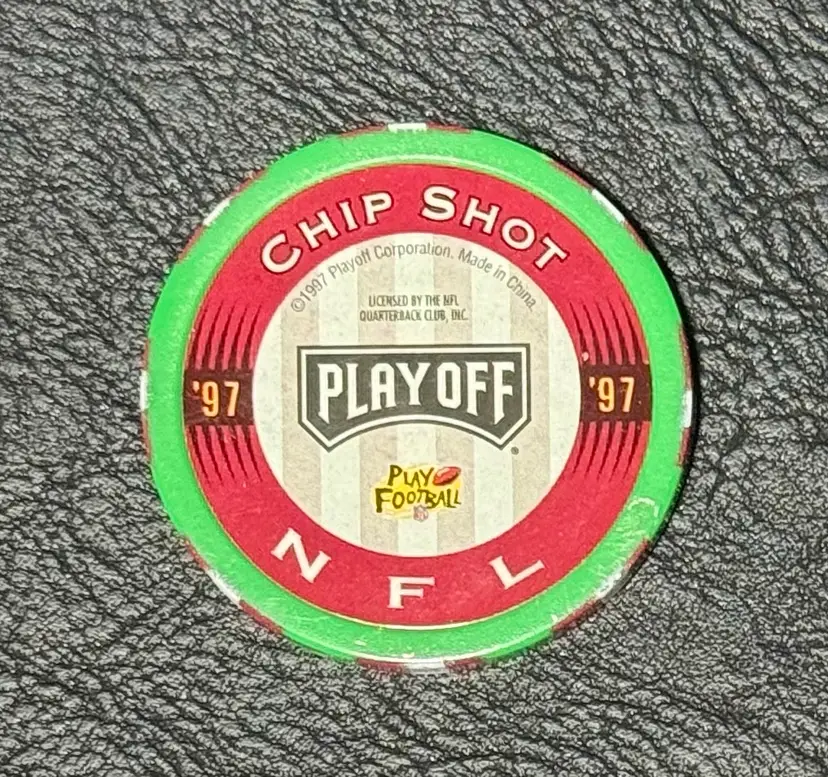 CHIP SHOT
©1997 Playoff Corporation. Made in China.
LICENSED BY THE NFL
QUARTERBACK CLUB, INC.
'97
PLAYOFF
®
'97
PLAY
FOOTBALL
NFL